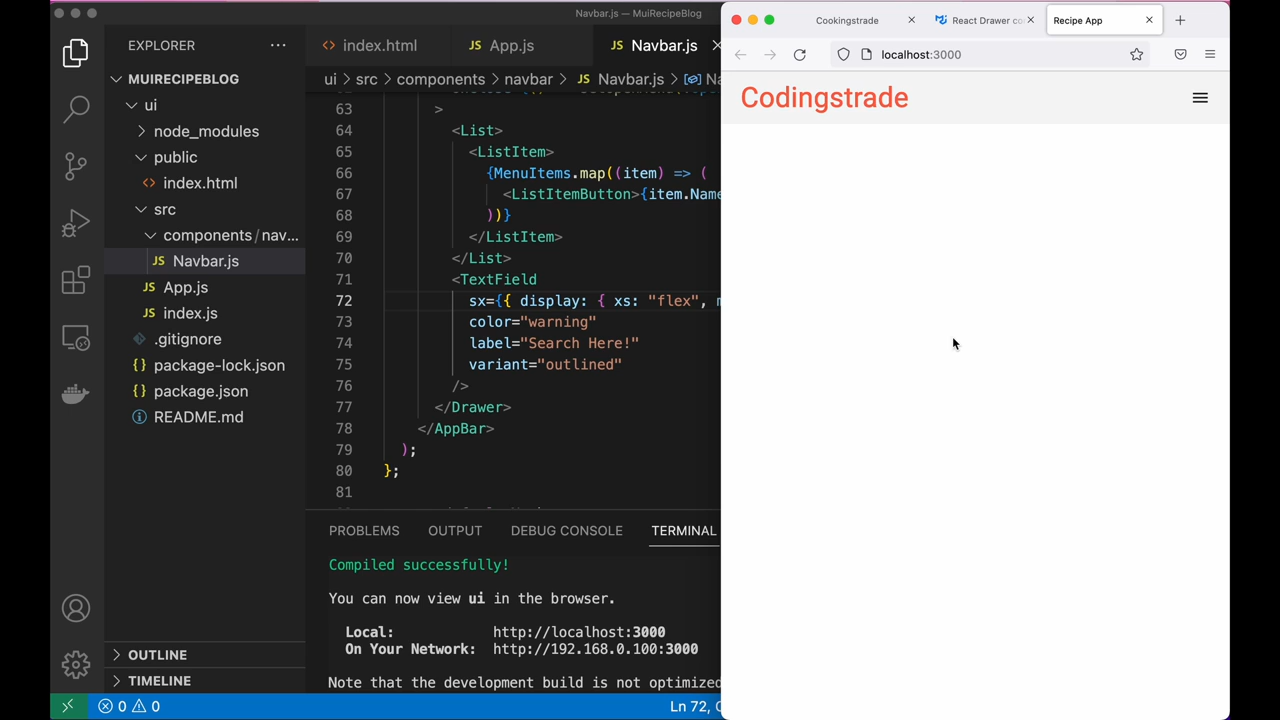 Navbar.js — MuiRecipeBlog
EXPLORER
MUIRECIPEBLOG
ui
node_modules
public
index.html
src
components/nav...
Navbar.js
App.js
index.js
.gitignore
package-lock.json
package.json
README.md
OUTLINE
TIMELINE
0 0
index.html
App.js
Navbar.js
ui > src > components > navbar > Navbar.js
63 >
64 <List>
65 <ListItem>
66 {MenuItems.map((item) => (
67 <ListItemButton>{item.Name
68 ))}
69 </ListItem>
70 </List>
71 <TextField
72 sx={{ display: { xs: "flex",
73 color="warning"
74 label="Search Here!"
75 variant="outlined"
76 />
77 </Drawer>
78 </AppBar>
79 );
80 };
81
PROBLEMS OUTPUT DEBUG CONSOLE TERMINAL
Compiled successfully!
You can now view ui in the browser.
Local: http://localhost:3000
On Your Network: http://192.168.0.100:3000
Note that the development build is not optimized
Ln 72,
Cookingstrade
React Drawer co
Recipe App
localhost:3000
Codingstrade